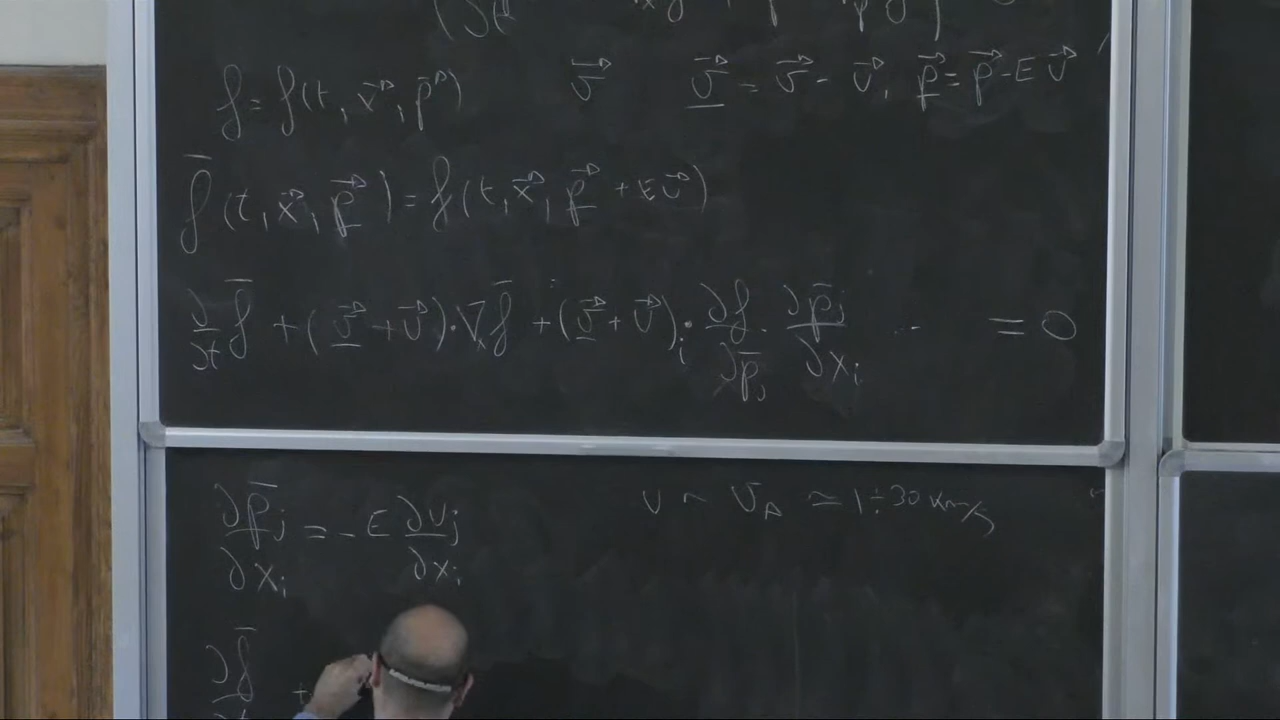 f = f(t, x⃗, p⃗)   v⃗   v̲⃗ = v⃗ - u⃗, p̲⃗ = p⃗ - E u⃗
f̄(t, x⃗, p̲⃗) = f(t, x⃗, p̲⃗ + E u⃗)
∂/∂t f̄ + (v̲⃗ + u⃗)·∇ₓ f̄ + (v̲⃗ + u⃗)ᵢ · ∂f/∂p̄ⱼ · ∂p̄ⱼ/∂xᵢ ... = 0
∂p̄ⱼ/∂xᵢ = - E ∂uⱼ/∂xᵢ   u ~ v_A ≃ 1÷30 km/s
∂f̄/∂t +